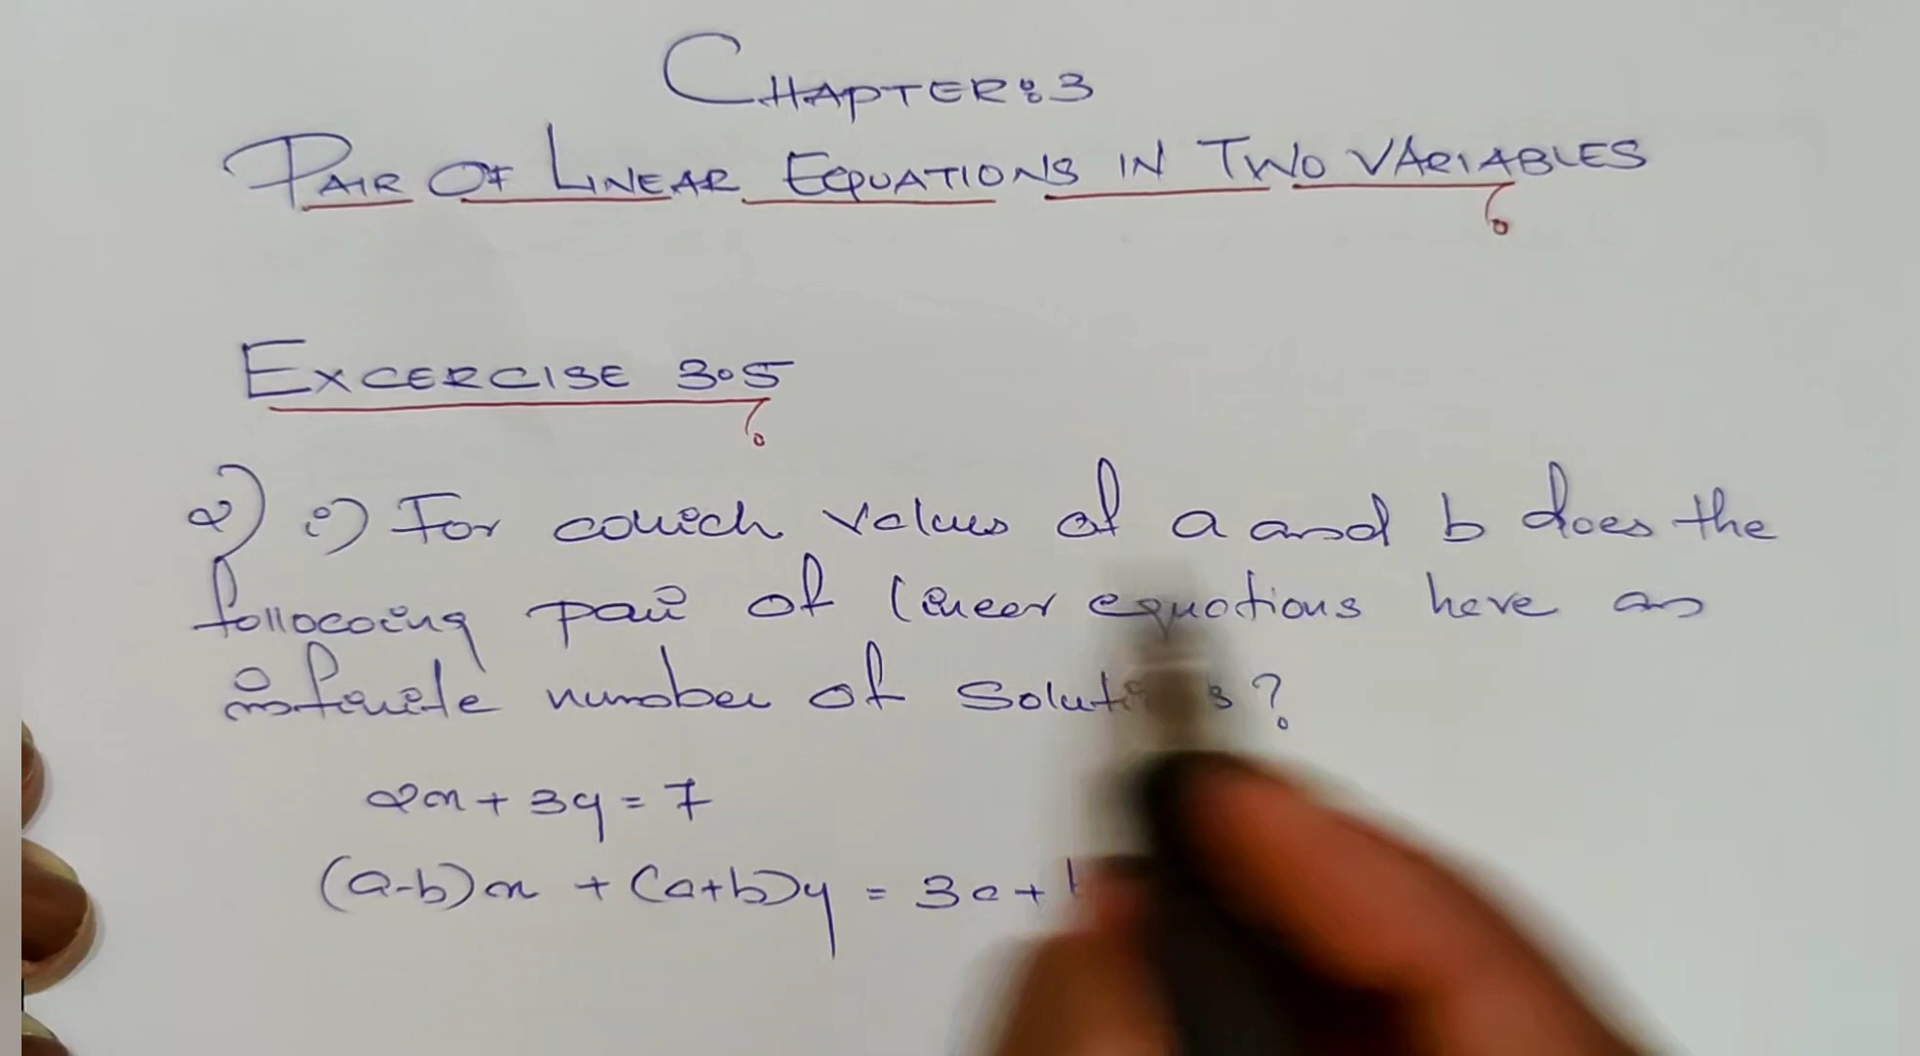 CHAPTER: 3
PAIR OF LINEAR EQUATIONS IN TWO VARIABLES
EXCERCISE 3.5
2) i) For which values of a and b does the
following pair of linear equations have an
infinite number of solutions?
2x + 3y = 7
(a-b)x + (a+b)y = 3a +